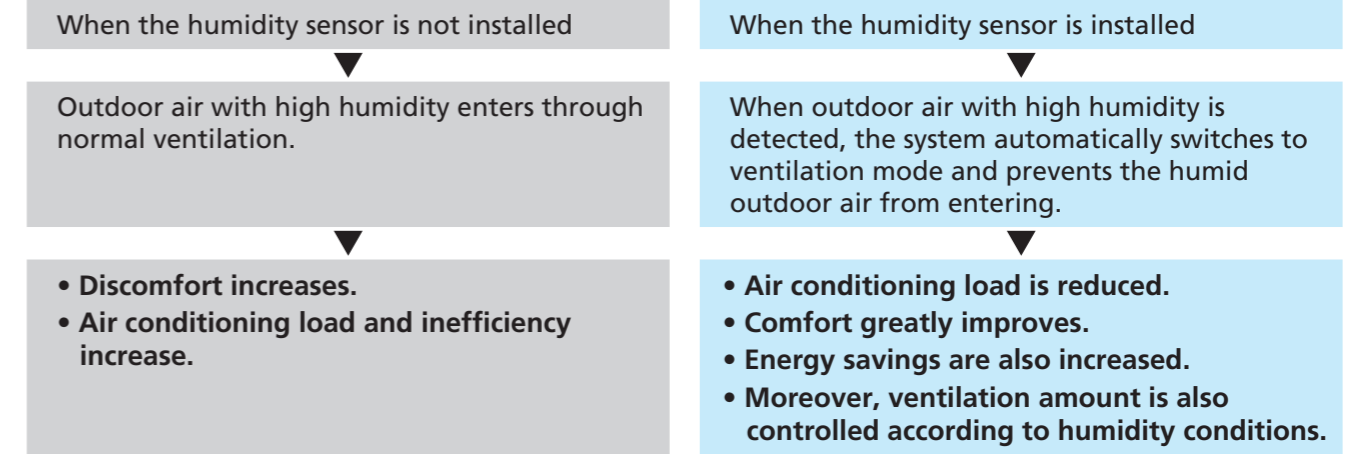 When the humidity sensor is not installed
Outdoor air with high humidity enters through
normal ventilation.
• Discomfort increases.
• Air conditioning load and inefficiency
increase.
When the humidity sensor is installed
When outdoor air with high humidity is
detected, the system automatically switches to
ventilation mode and prevents the humid
outdoor air from entering.
• Air conditioning load is reduced.
• Comfort greatly improves.
• Energy savings are also increased.
• Moreover, ventilation amount is also
controlled according to humidity conditions.